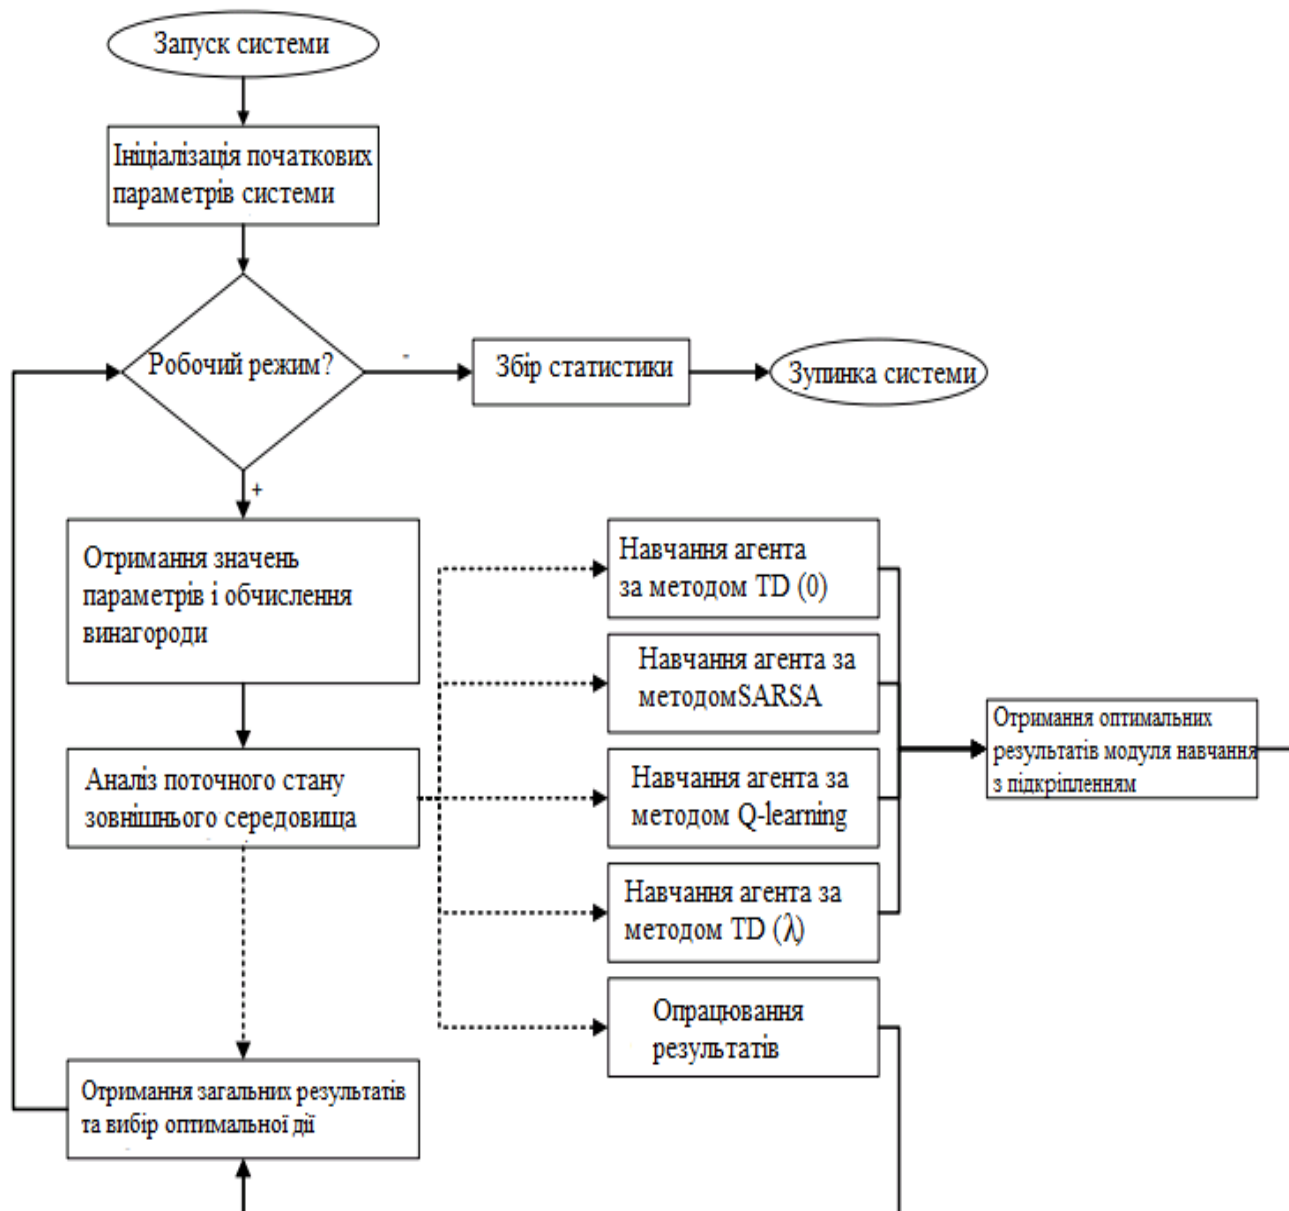 Запуск системи
Ініціалізація початкових
параметрів системи
Робочий режим?
-
Збір статистики
Зупинка системи
+
Отримання значень
параметрів і обчислення
винагороди
Аналіз поточного стану
зовнішнього середовища
Отримання загальних результатів
та вибір оптимальної дії
Навчання агента
за методом TD (0)
Навчання агента за
методомSARSA
Навчання агента за
методом Q-learning
Навчання агента за
методом TD (λ)
Опрацювання
результатів
Отримання оптимальних
результатів модуля навчання
з підкріпленням